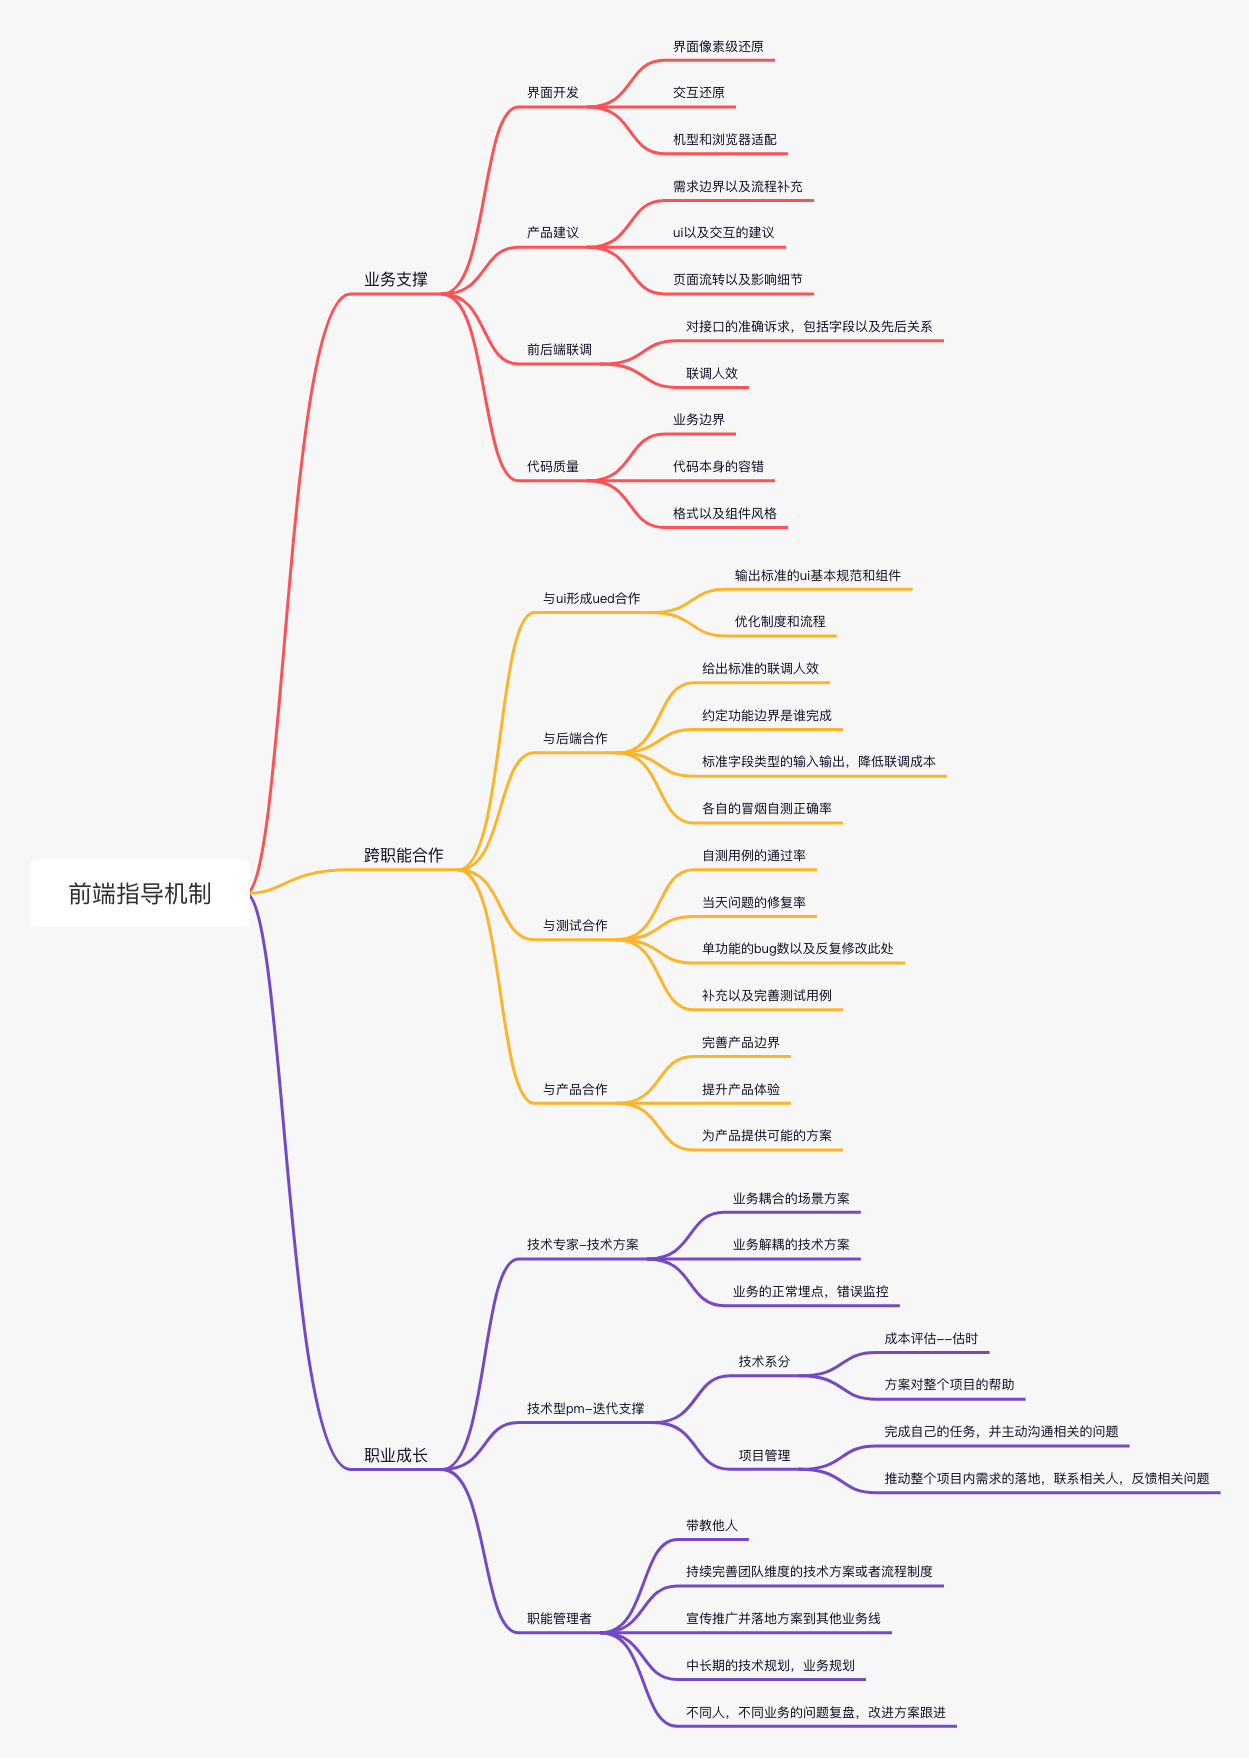 前端指导机制
业务支撑
界面开发
界面像素级还原
交互还原
机型和浏览器适配
产品建议
需求边界以及流程补充
ui以及交互的建议
页面流转以及影响细节
前后端联调
对接口的准确诉求，包括字段以及先后关系
联调人效
代码质量
业务边界
代码本身的容错
格式以及组件风格
跨职能合作
与ui形成ued合作
输出标准的ui基本规范和组件
优化制度和流程
与后端合作
给出标准的联调人效
约定功能边界是谁完成
标准字段类型的输入输出，降低联调成本
各自的冒烟自测正确率
与测试合作
自测用例的通过率
当天问题的修复率
单功能的bug数以及反复修改此处
补充以及完善测试用例
与产品合作
完善产品边界
提升产品体验
为产品提供可能的方案
职业成长
技术专家-技术方案
业务耦合的场景方案
业务解耦的技术方案
业务的正常埋点，错误监控
技术型pm-迭代支撑
技术系分
成本评估--估时
方案对整个项目的帮助
项目管理
完成自己的任务，并主动沟通相关的问题
推动整个项目内需求的落地，联系相关人，反馈相关问题
职能管理者
带教他人
持续完善团队维度的技术方案或者流程制度
宣传推广并落地方案到其他业务线
中长期的技术规划，业务规划
不同人，不同业务的问题复盘，改进方案跟进